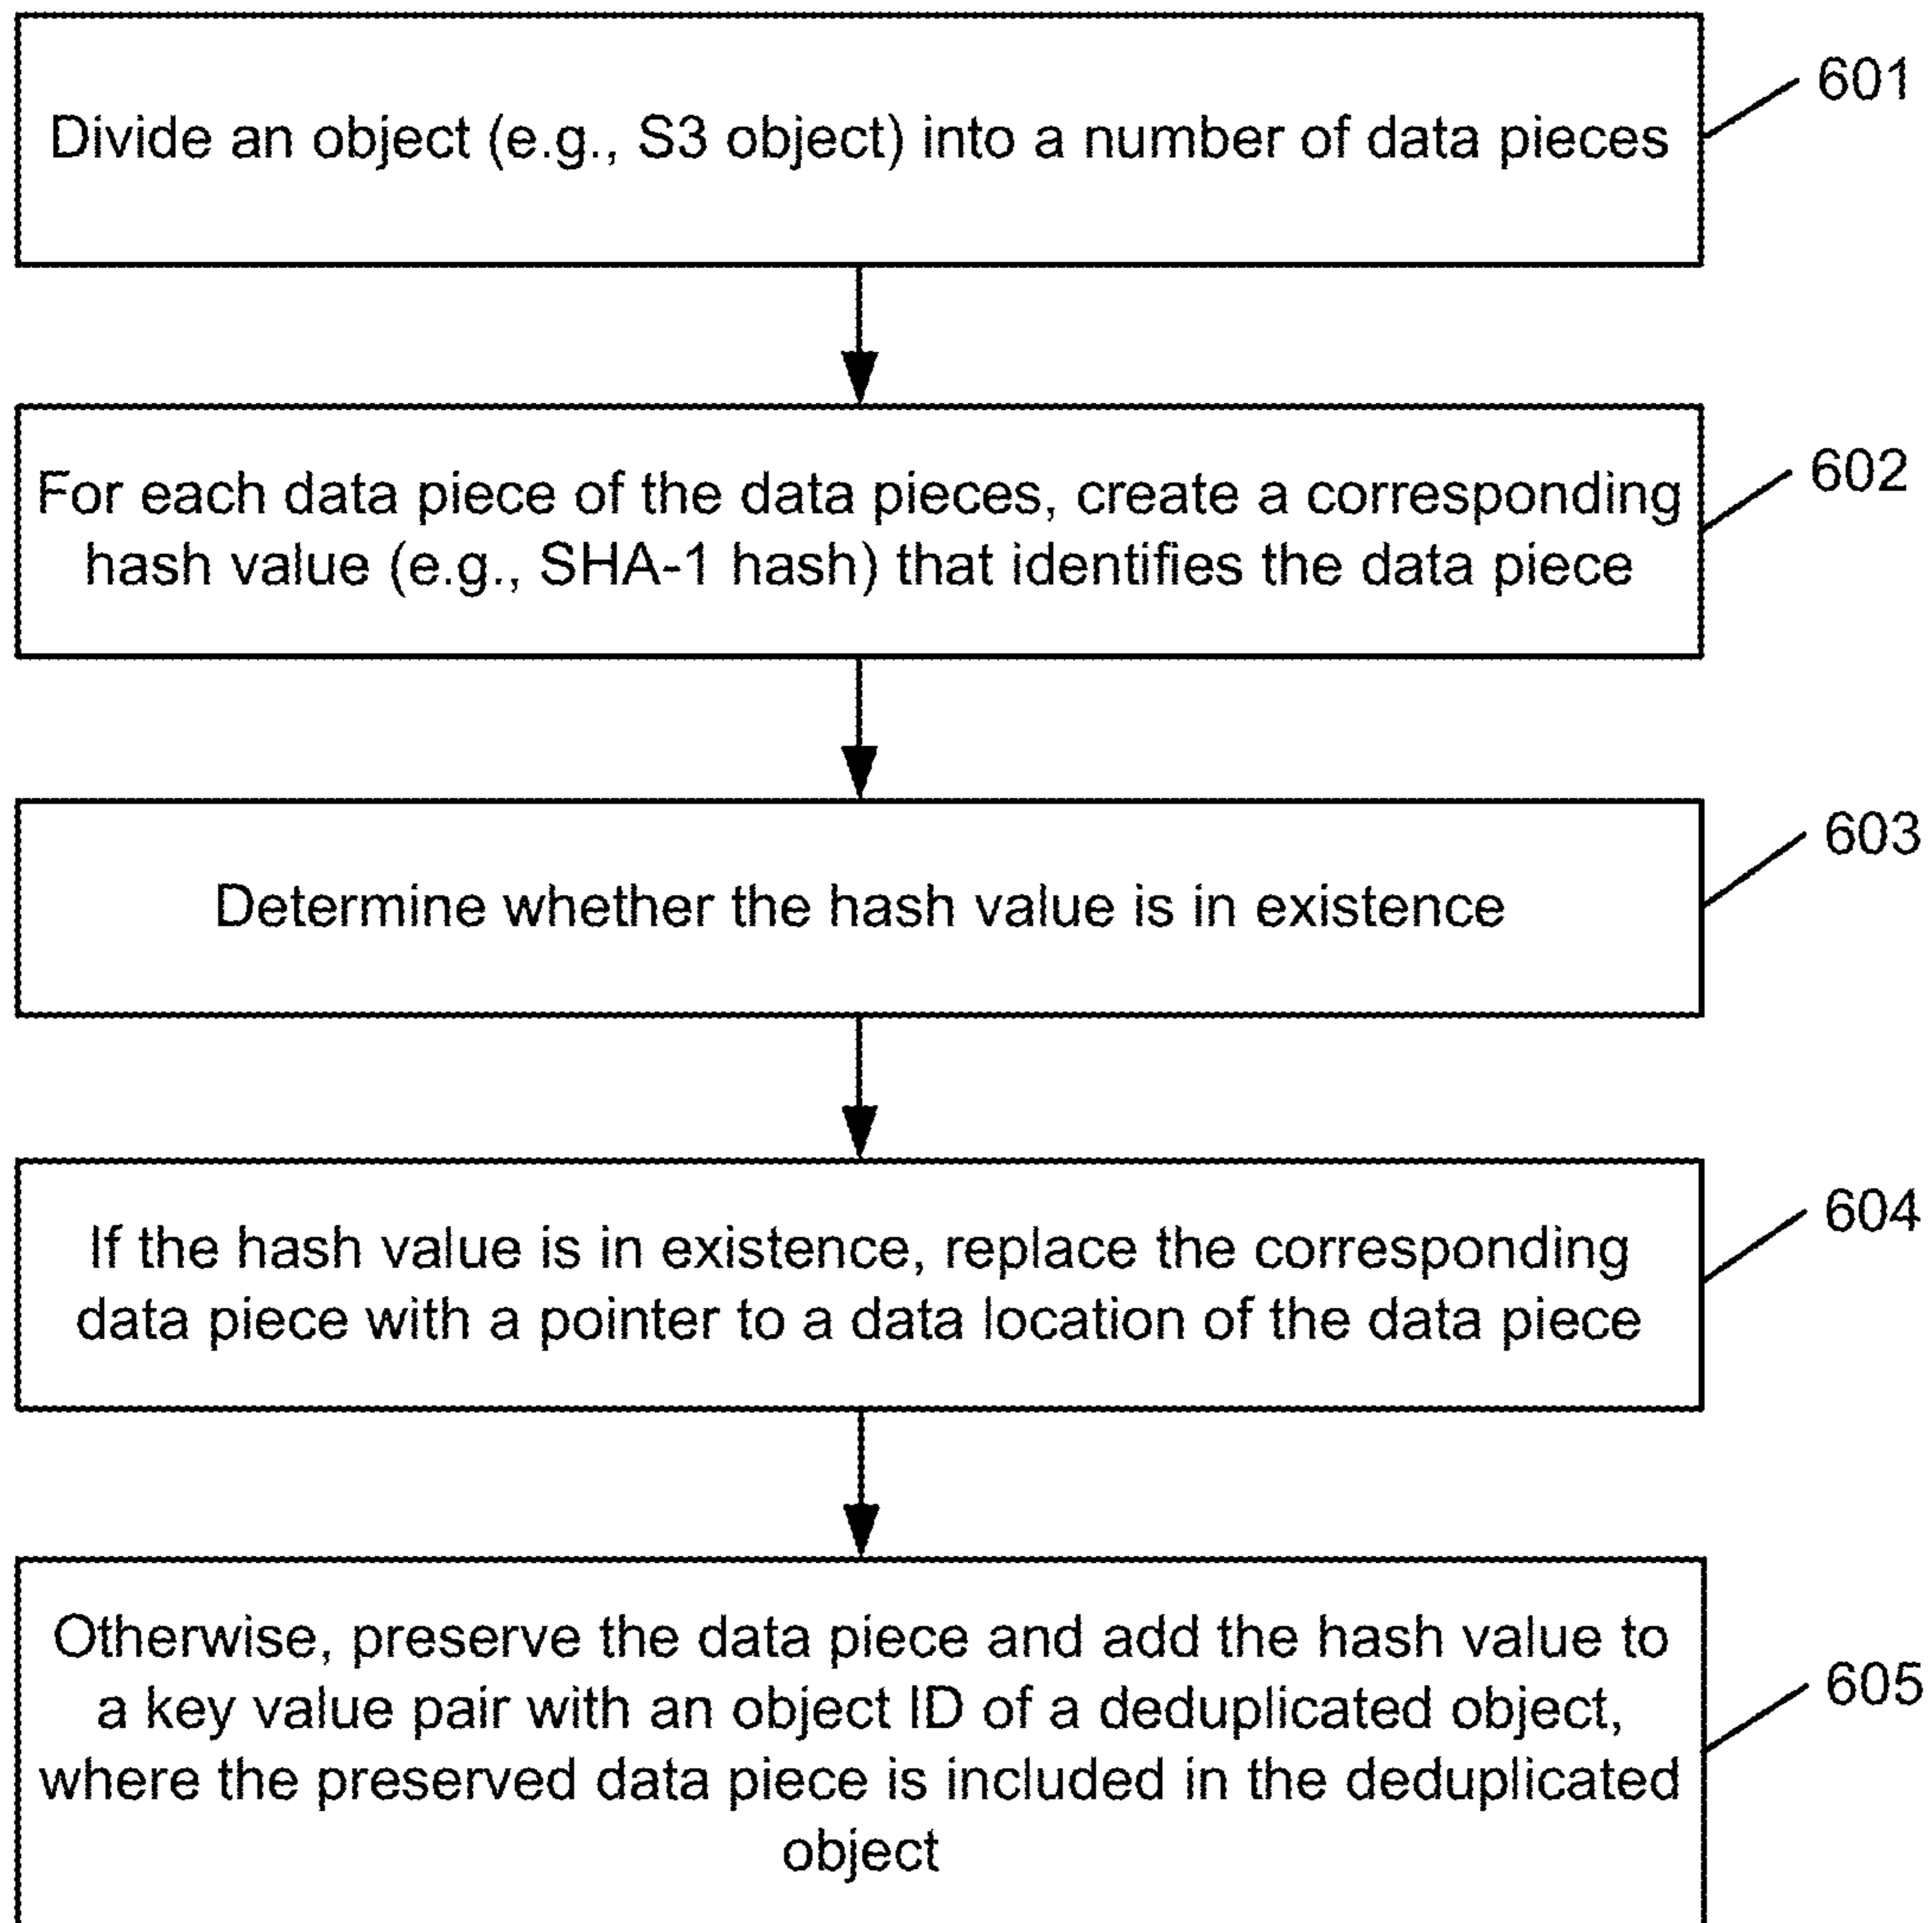 Divide an object (e.g., S3 object) into a number of data pieces
601
For each data piece of the data pieces, create a corresponding
hash value (e.g., SHA-1 hash) that identifies the data piece
602
Determine whether the hash value is in existence
603
If the hash value is in existence, replace the corresponding
data piece with a pointer to a data location of the data piece
604
Otherwise, preserve the data piece and add the hash value to
a key value pair with an object ID of a deduplicated object,
where the preserved data piece is included in the deduplicated
object
605